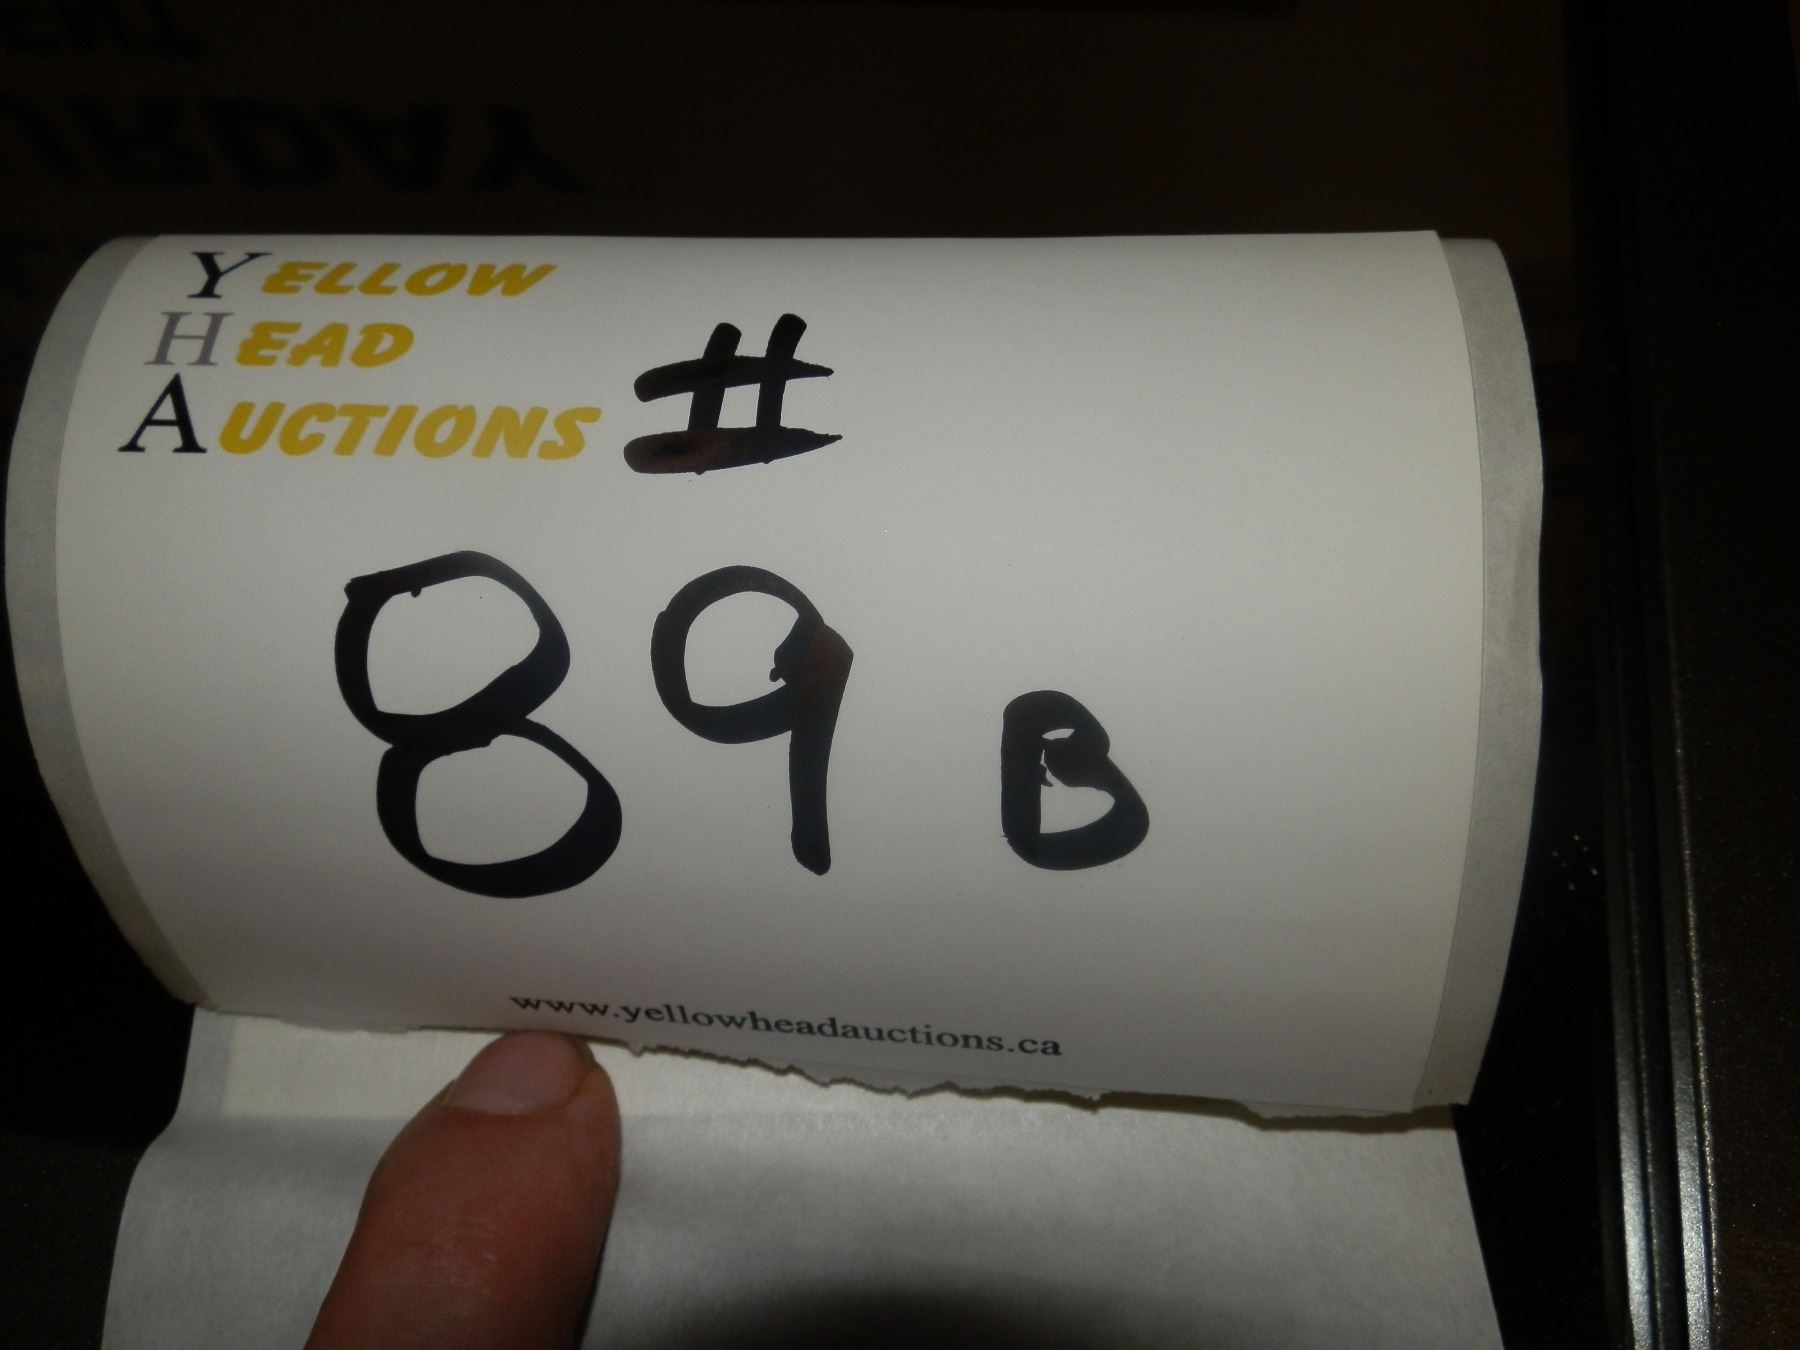 YELLOW
HEAD
AUCTIONS #
89 B
www.yellowheadauctions.ca